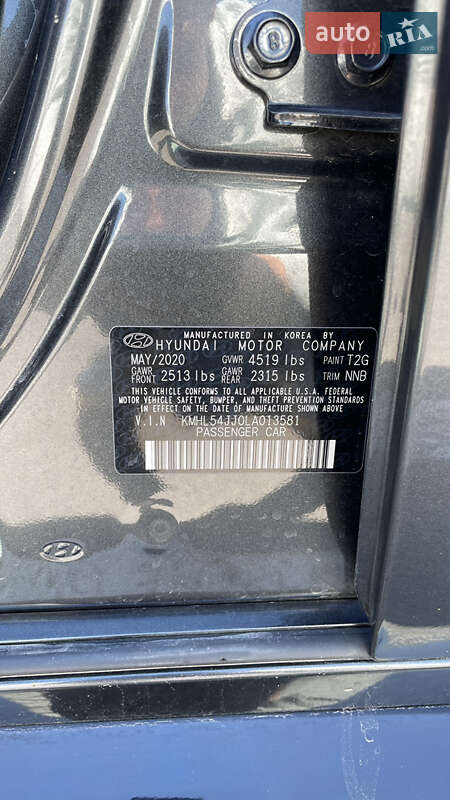 auto RIA.com
8
MANUFACTURED IN KOREA BY
HYUNDAI MOTOR COMPANY
MAY/2020 GVWR 4519 lbs PAINT T2G
GAWR FRONT 2513 lbs GAWR REAR 2315 lbs TRIM NNB
THIS VEHICLE CONFORMS TO ALL APPLICABLE U.S.A. FEDERAL
MOTOR VEHICLE SAFETY, BUMPER, AND THEFT PREVENTION STANDARDS
IN EFFECT ON THE DATE OF MANUFACTURE SHOWN ABOVE.
V.I.N KMHL54JJ0LA013581
PASSENGER CAR